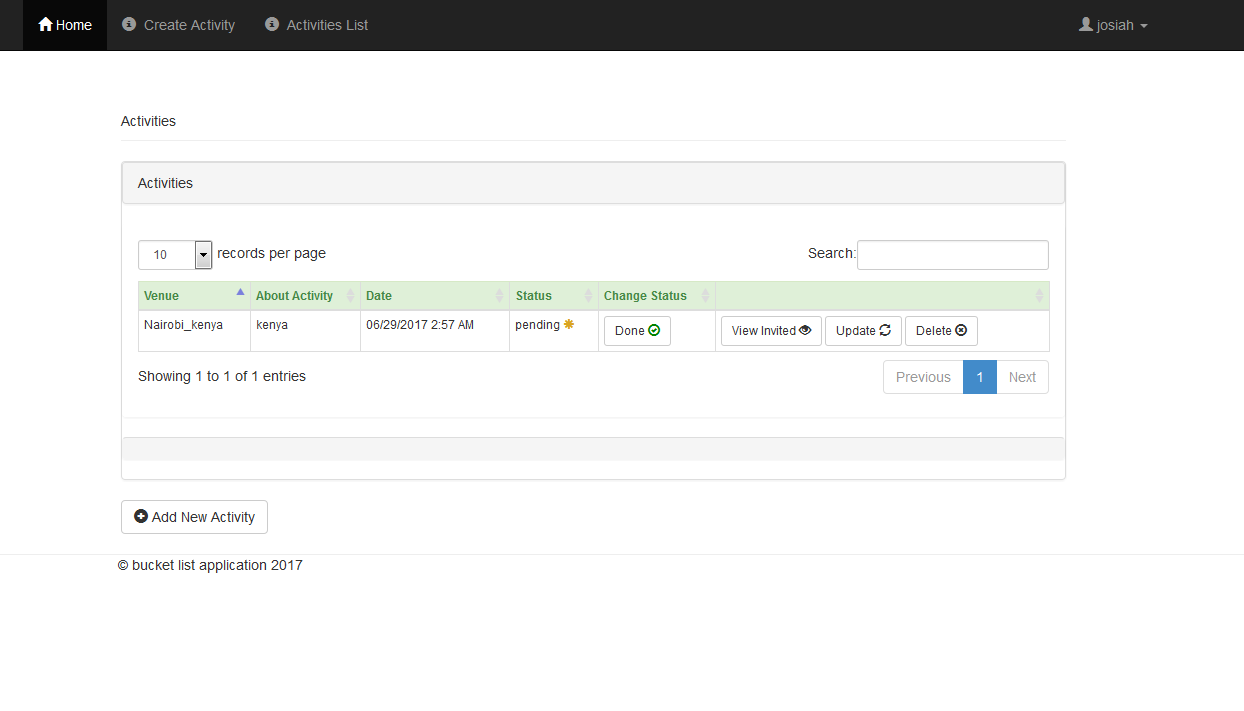 Home Create Activity Activities List josiah
Activities
Activities
10 records per page Search:
Venue About Activity Date Status Change Status
Nairobi_kenya kenya 06/29/2017 2:57 AM pending Done View Invited Update Delete
Showing 1 to 1 of 1 entries Previous 1 Next
Add New Activity
© bucket list application 2017